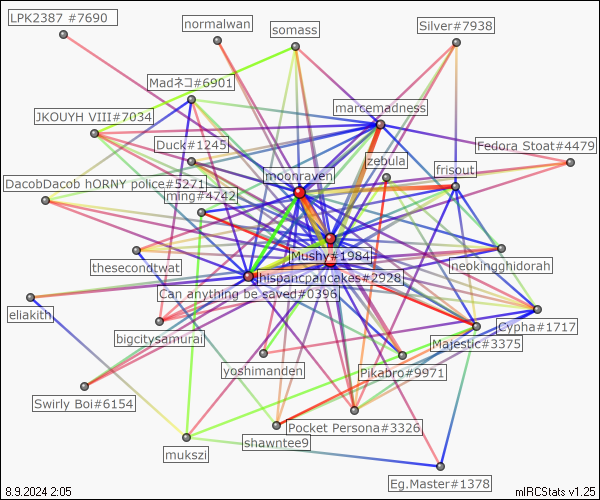 LPK2387 #7690
normalwan
somass
Silver#7938
Madネコ#6901
marcemadness
JKOUYH VIII#7034
Duck#1245
Fedora Stoat#4479
zebula
moonraven
frisout
DacobDacob hORNY police#5271
ming#4742
Mushy#1984
thesecondtwat
neokingghidorah
hispancpancakes#2928
Can anything be saved#0396
eliakith
Cypha#1717
bigcitysamurai
Majestic#3375
yoshimanden
Pikabro#9971
Swirly Boi#6154
Pocket Persona#3326
shawntee9
mukszi
Eg.Master#1378
8.9.2024 2:05
mIRCStats v1.25